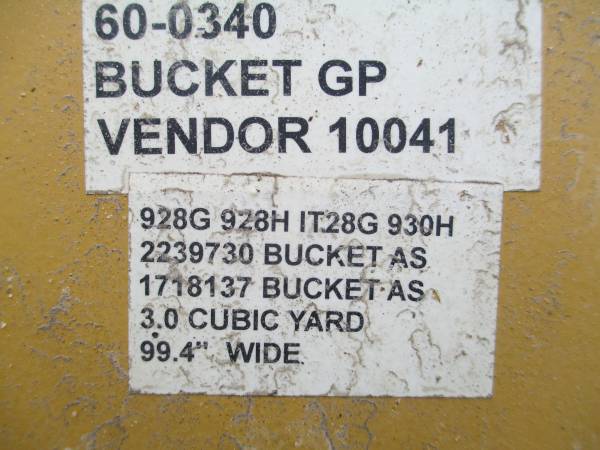 60-0340
BUCKET GP
VENDOR 10041
928G 928H IT28G 930H
2239730 BUCKET AS
1718137 BUCKET AS
3.0 CUBIC YARD
99.4" WIDE